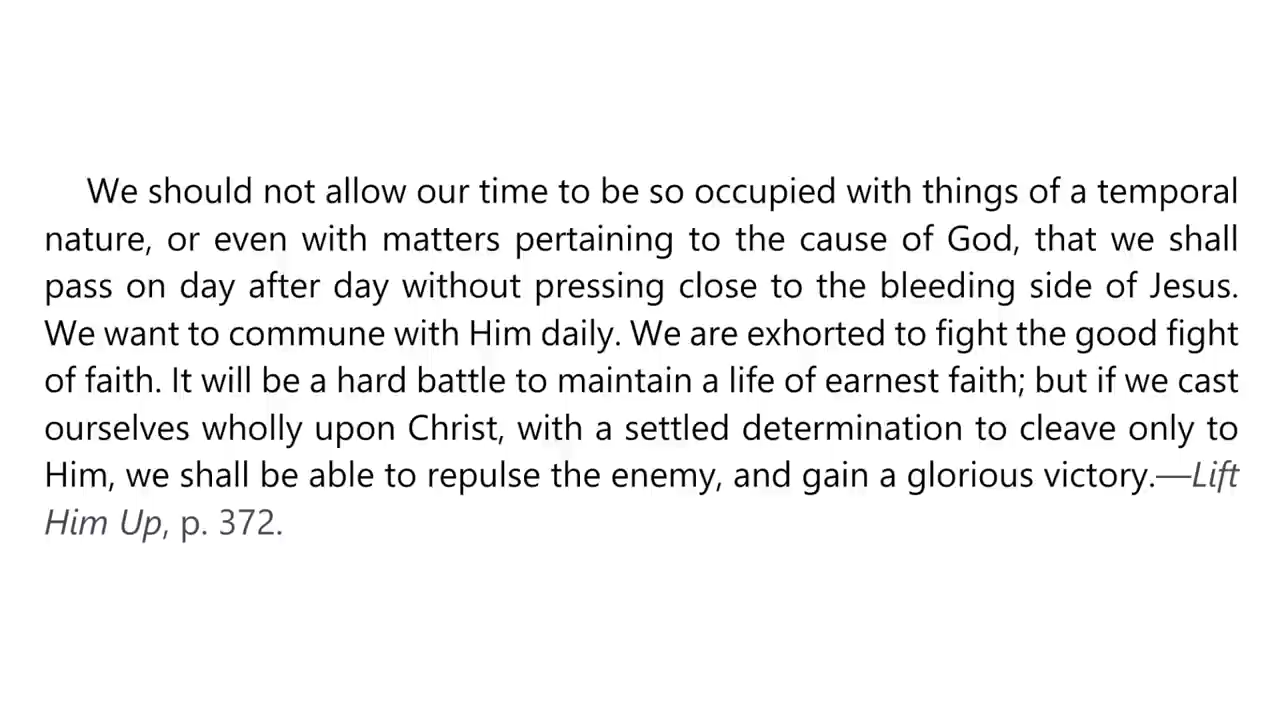 We should not allow our time to be so occupied with things of a temporal
nature, or even with matters pertaining to the cause of God, that we shall
pass on day after day without pressing close to the bleeding side of Jesus.
We want to commune with Him daily. We are exhorted to fight the good fight
of faith. It will be a hard battle to maintain a life of earnest faith; but if we cast
ourselves wholly upon Christ, with a settled determination to cleave only to
Him, we shall be able to repulse the enemy, and gain a glorious victory.—Lift
Him Up, p. 372.